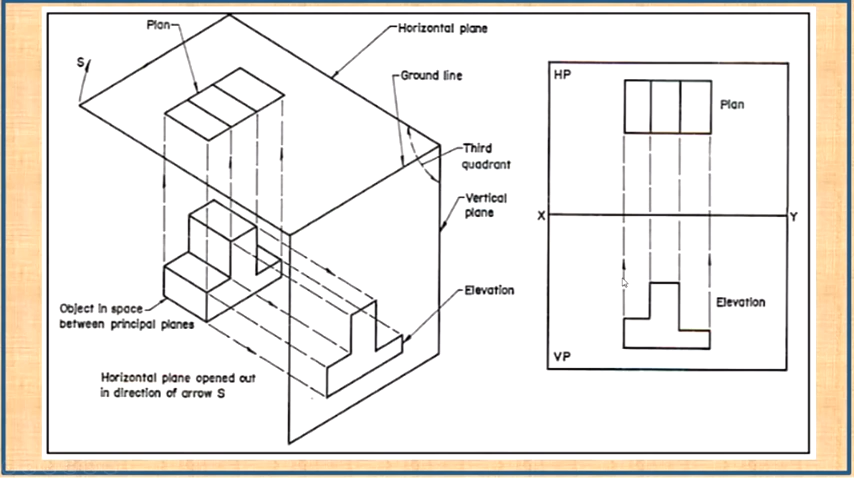 Plan
Horizontal plane
S
Ground line
Third
quadrant
Vertical
plane
Elevation
Object in space
between principal planes
Horizontal plane opened out
in direction of arrow S
HP
Plan
X
Y
Elevation
VP